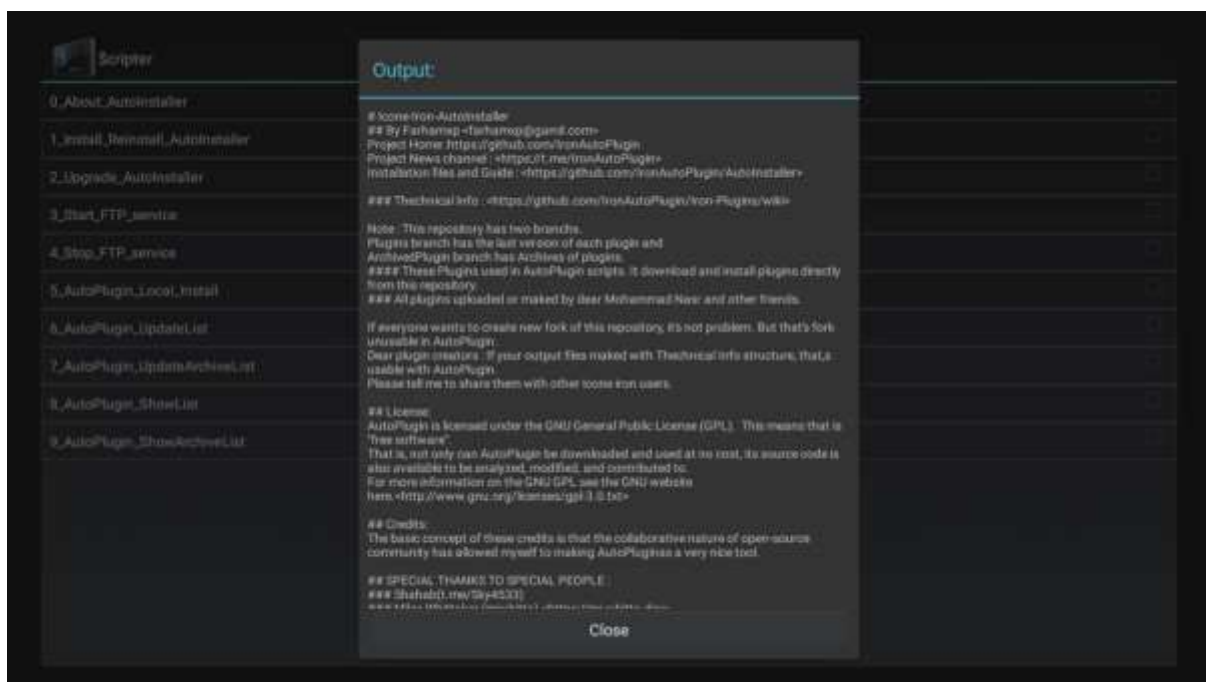 Scripter
0_About_AutoInstaller
1_Install_Reinstall_AutoInstaller
2_Upgrade_AutoInstaller
3_Start_FTP_service
4_Stop_FTP_service
5_AutoPlugin_Local_Install
6_AutoPlugin_UpdateList
7_AutoPlugin_UpdateArchiveList
8_AutoPlugin_ShowList
9_AutoPlugin_ShowArchiveList
Output:
# Icone-Iron-AutoInstaller
## By Farhamxp <farhamxp@gamil.com>
Project Home :https://github.com/IronAutoPlugin
Project News channel : <https://t.me/IronAutoPlugin>
Installation files and Guide : <https://github.com/IronAutoPlugin/AutoInstaller>
### Thechnical Info : <https://github.com/IronAutoPlugin/Iron-Plugins/wiki>
Note : This repository has two branchs.
Plugins branch has the last version of each plugin and
ArchivedPlugin branch has Archives of plugins.
#### These Plugins used in AutoPlugin scripts. It download and install plugins directly
from this repository.
### All plugins uploaded or maked by dear Mohammad Nasr and other friends.
If everyone wants to create new fork of this repository, it's not problem. But that's fork
unusable in AutoPlugin.
Dear plugin creators : If your output files maked with Thechnical Info structure, that,s
usable with AutoPlugin.
Please tell me to share them with other Icone iron users.
## License:
AutoPlugin is licensed under the GNU General Public License (GPL). This means that is
"free software".
That is, not only can AutoPlugin be downloaded and used at no cost, its source code is
also available to be analyzed, modified, and contributed to.
For more information on the GNU GPL see the GNU website
here.<http://www.gnu.org/licenses/gpl-3.0.txt>
## Credits:
The basic concept of these credits is that the collaborative nature of open-source
community has allowed myself to making AutoPluginas a very nice tool.
## SPECIAL THANKS TO SPECIAL PEOPLE :
### Shahab(t.me/Sky4533)
Close